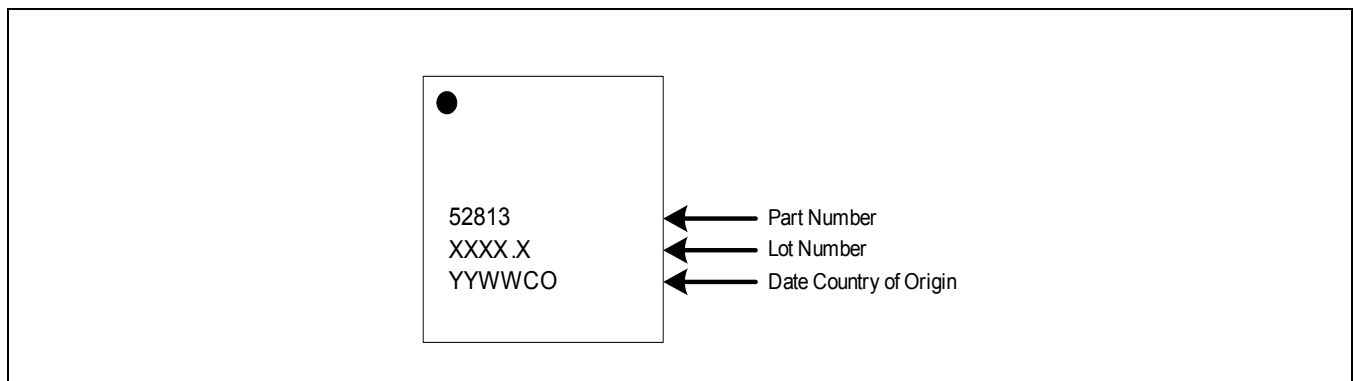 52813 Part Number
XXXX.X Lot Number
YYWWCO Date Country of Origin